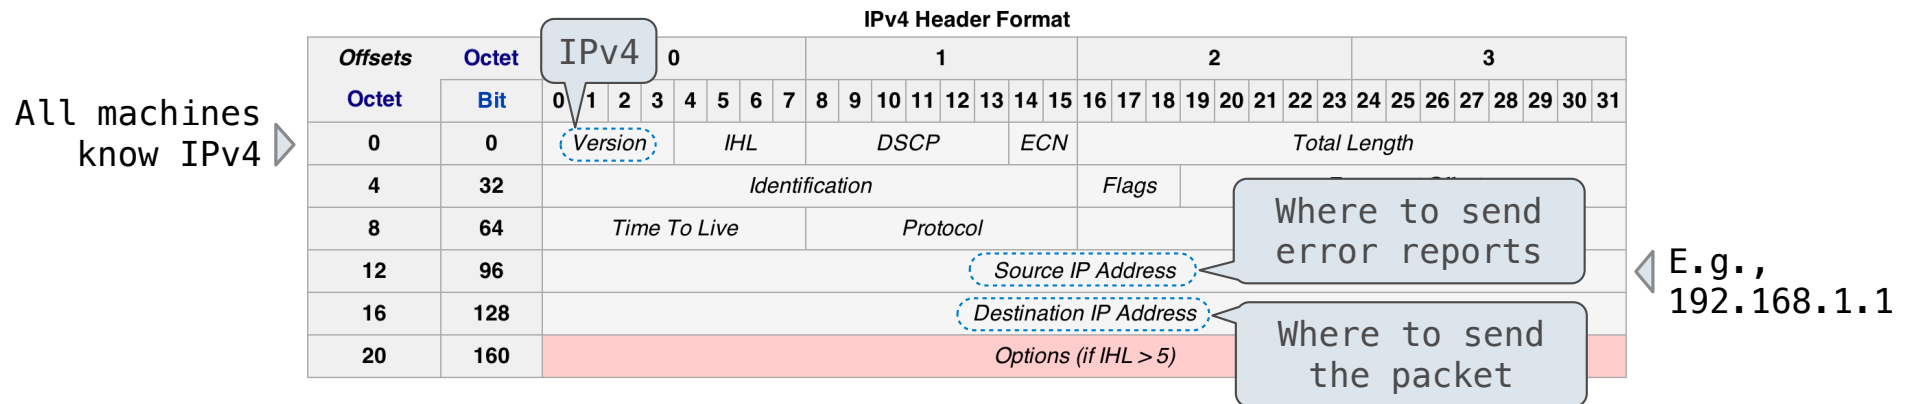 IPv4 Header Format
Offsets Octet IPv4 0 1 2 3
Octet Bit 0 1 2 3 4 5 6 7 8 9 10 11 12 13 14 15 16 17 18 19 20 21 22 23 24 25 26 27 28 29 30 31
All machines
know IPv4
0 0 Version IHL DSCP ECN Total Length
4 32 Identification Flags
8 64 Time To Live Protocol
Where to send
error reports
12 96 Source IP Address
E.g.,
192.168.1.1
16 128 Destination IP Address
Where to send
the packet
20 160 Options (if IHL > 5)